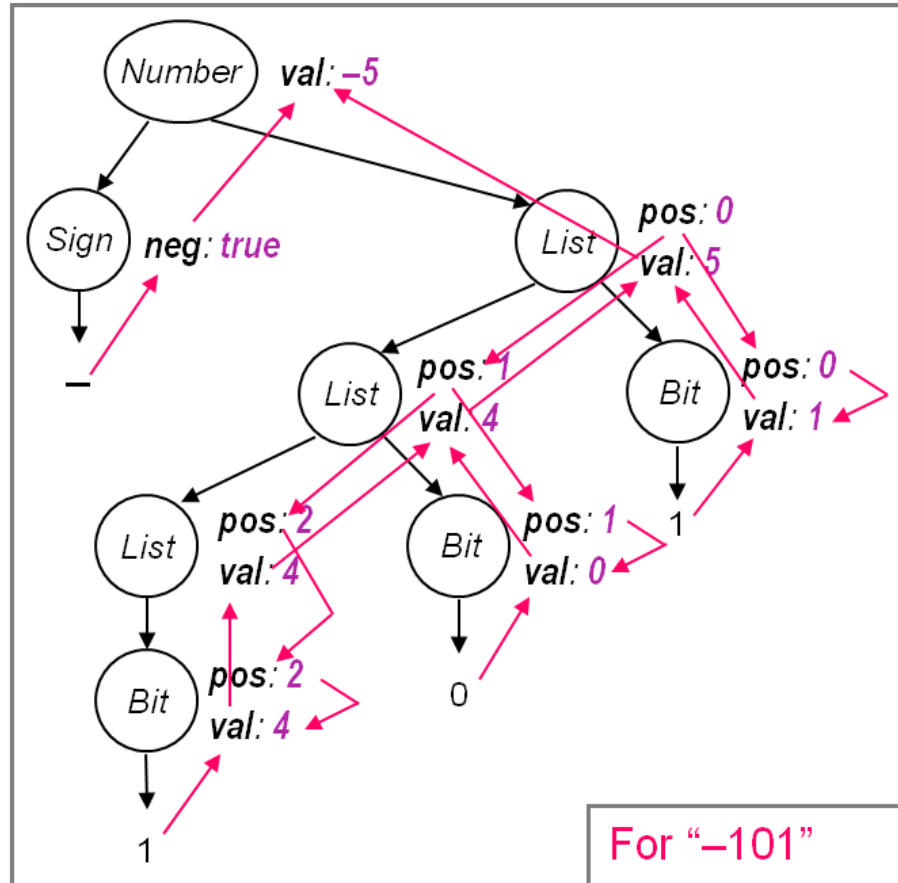 Number val: –5
Sign neg: true
List pos: 0
val: 5
–
List pos: 1
val: 4
Bit pos: 0
val: 1
List pos: 2
val: 4
Bit pos: 1
val: 0
1
Bit pos: 2
val: 4
0
1
For “–101”